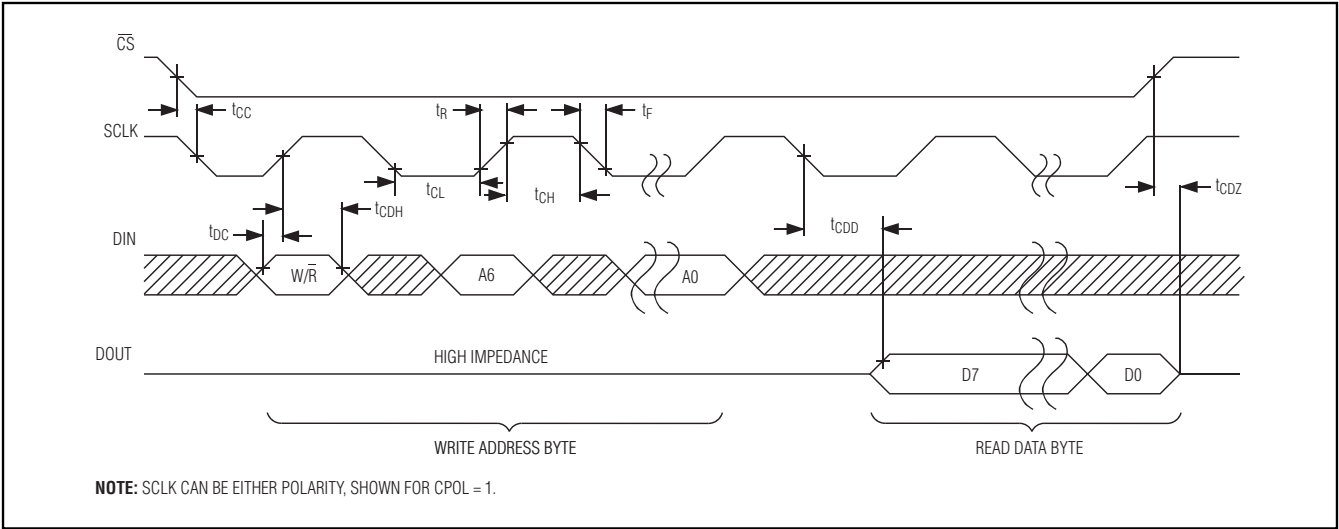 C̅S̅
tCC
tR
tF
SCLK
tCL
tCH
tCDZ
tCDH
tDC
tCDD
DIN
W/R̅
A6
A0
DOUT
HIGH IMPEDANCE
D7
D0
WRITE ADDRESS BYTE
READ DATA BYTE
NOTE: SCLK CAN BE EITHER POLARITY, SHOWN FOR CPOL = 1.